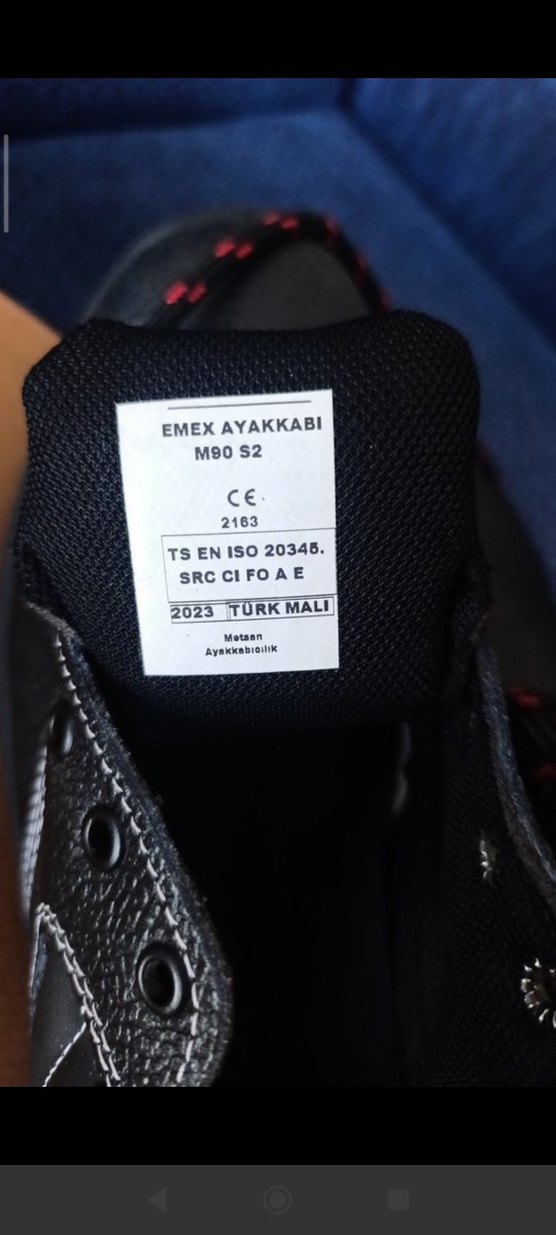 EMEX AYAKKABI
M90 S2
CE
2163
TS EN ISO 20345.
SRC CI FO A E
2023 TÜRK MALI
Metsan
Ayakkabıcılık